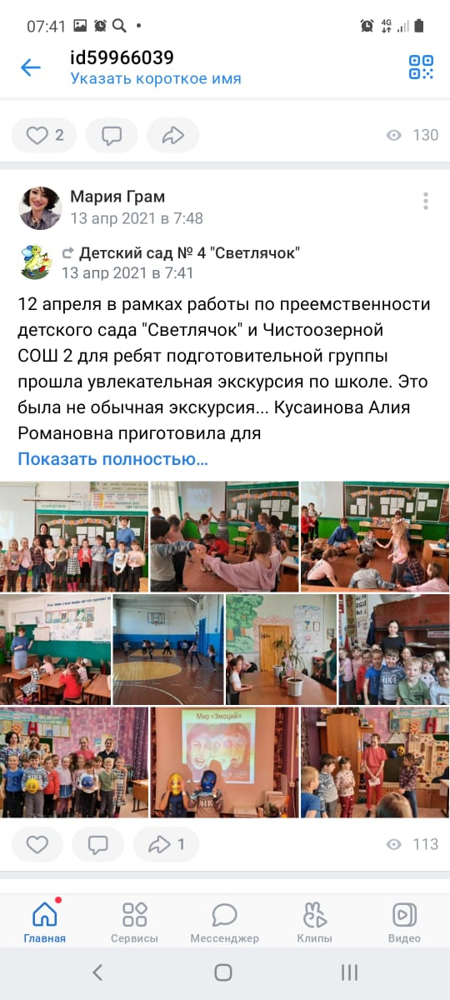 07:41
4G
id59966039
Указать короткое имя
2
130
Мария Грам
13 апр 2021 в 7:48
Детский сад № 4 "Светлячок"
13 апр 2021 в 7:41
12 апреля в рамках работы по преемственности
детского сада "Светлячок" и Чистоозерной
СОШ 2 для ребят подготовительной группы
прошла увлекательная экскурсия по школе. Это
была не обычная экскурсия... Кусаинова Алия
Романовна приготовила для
Показать полностью...
NIKE
Мир «Эмоций»
1
113
Главная
Сервисы
Мессенджер
Клипы
Видео